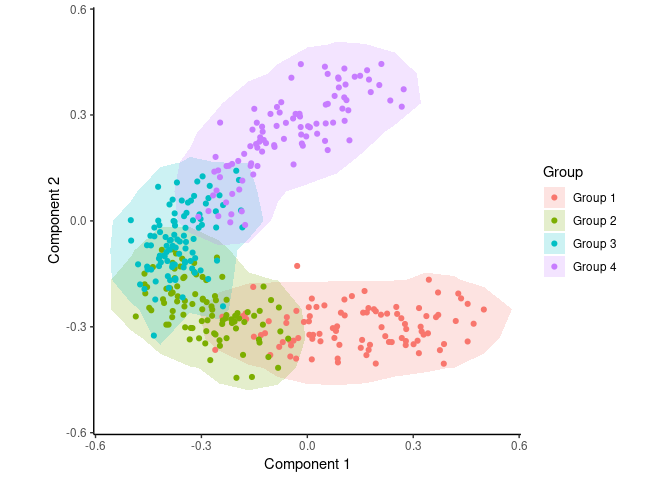 0.6
0.3
0.0
-0.3
-0.6
Component 2
-0.6 -0.3 0.0 0.3 0.6
Component 1
Group
Group 1
Group 2
Group 3
Group 4